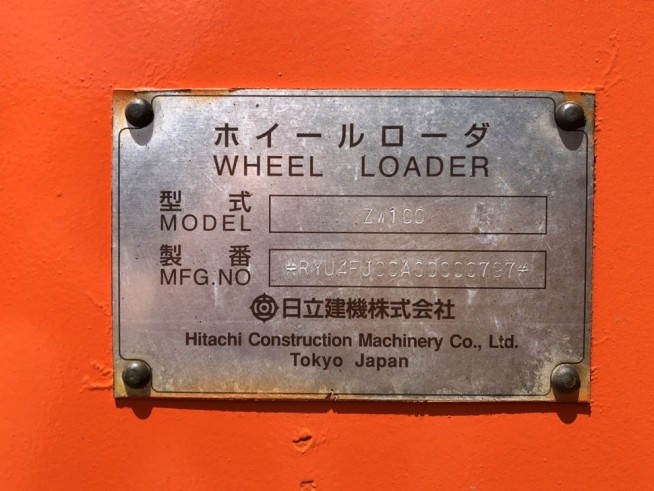 ホイールローダ
WHEEL LOADER
型式
MODEL ZW100
製番
MFG.NO
日立建機株式会社
Hitachi Construction Machinery Co., Ltd.
Tokyo Japan